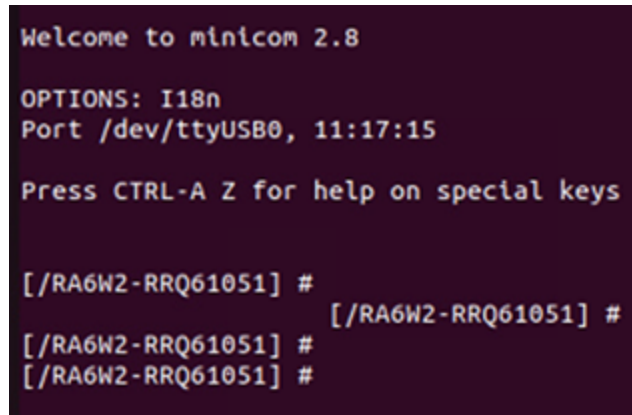 Welcome to minicom 2.8
OPTIONS: I18n
Port /dev/ttyUSB0, 11:17:15
Press CTRL-A Z for help on special keys
[/RA6W2-RRQ61051] #
[/RA6W2-RRQ61051] #
[/RA6W2-RRQ61051] #
[/RA6W2-RRQ61051] #